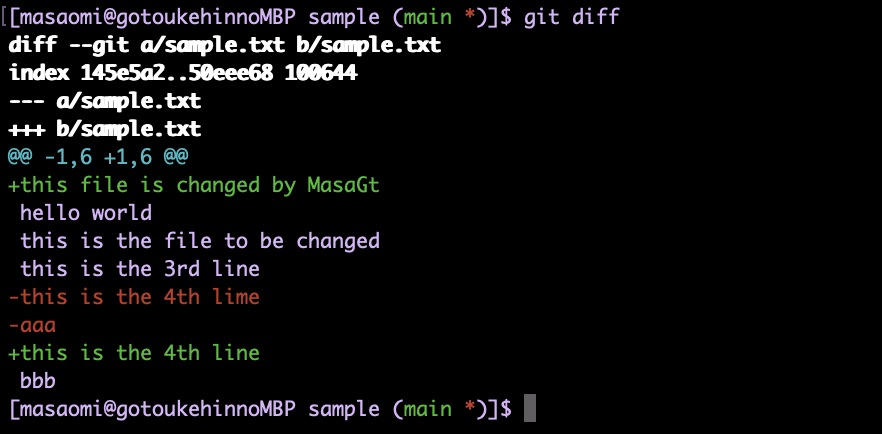 [[masaomi@gotoukehinnoMBP sample (main *)]$ git diff
diff --git a/sample.txt b/sample.txt
index 145e5a2..50eee68 100644
--- a/sample.txt
+++ b/sample.txt
@@ -1,6 +1,6 @@
+this file is changed by MasaGt
 hello world
 this is the file to be changed
 this is the 3rd line
-this is the 4th lime
-aaa
+this is the 4th line
 bbb
[masaomi@gotoukehinnoMBP sample (main *)]$